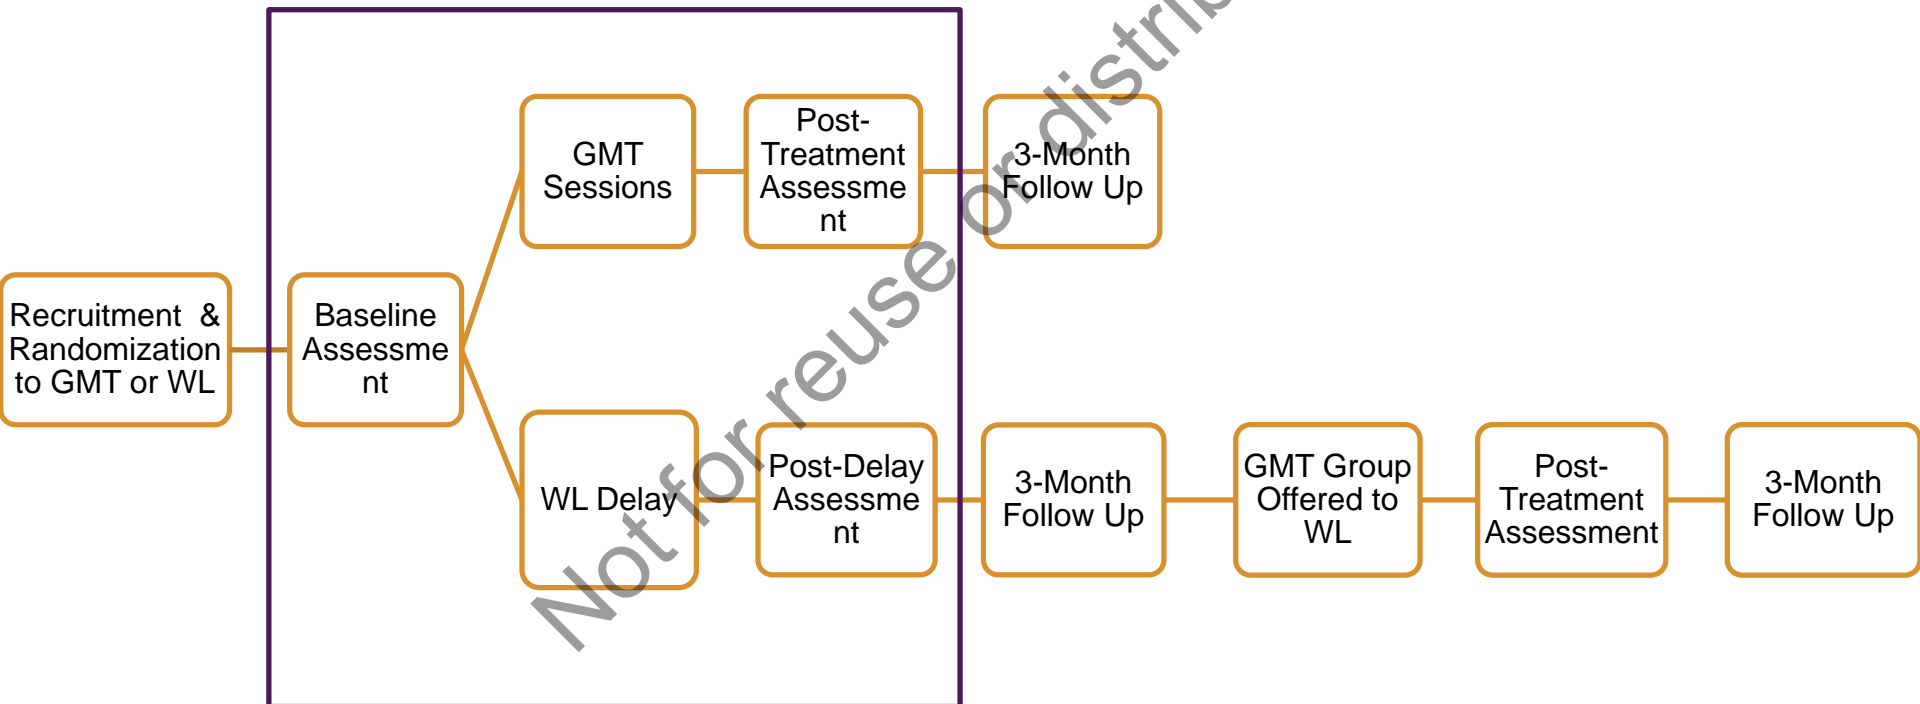 GMT
Sessions
Post-
Treatment
Assessme
nt
3-Month
Follow Up
Recruitment &
Randomization
to GMT or WL
Baseline
Assessme
nt
WL Delay
Post-Delay
Assessme
nt
3-Month
Follow Up
GMT Group
Offered to
WL
Post-
Treatment
Assessment
3-Month
Follow Up
Not for reuse or